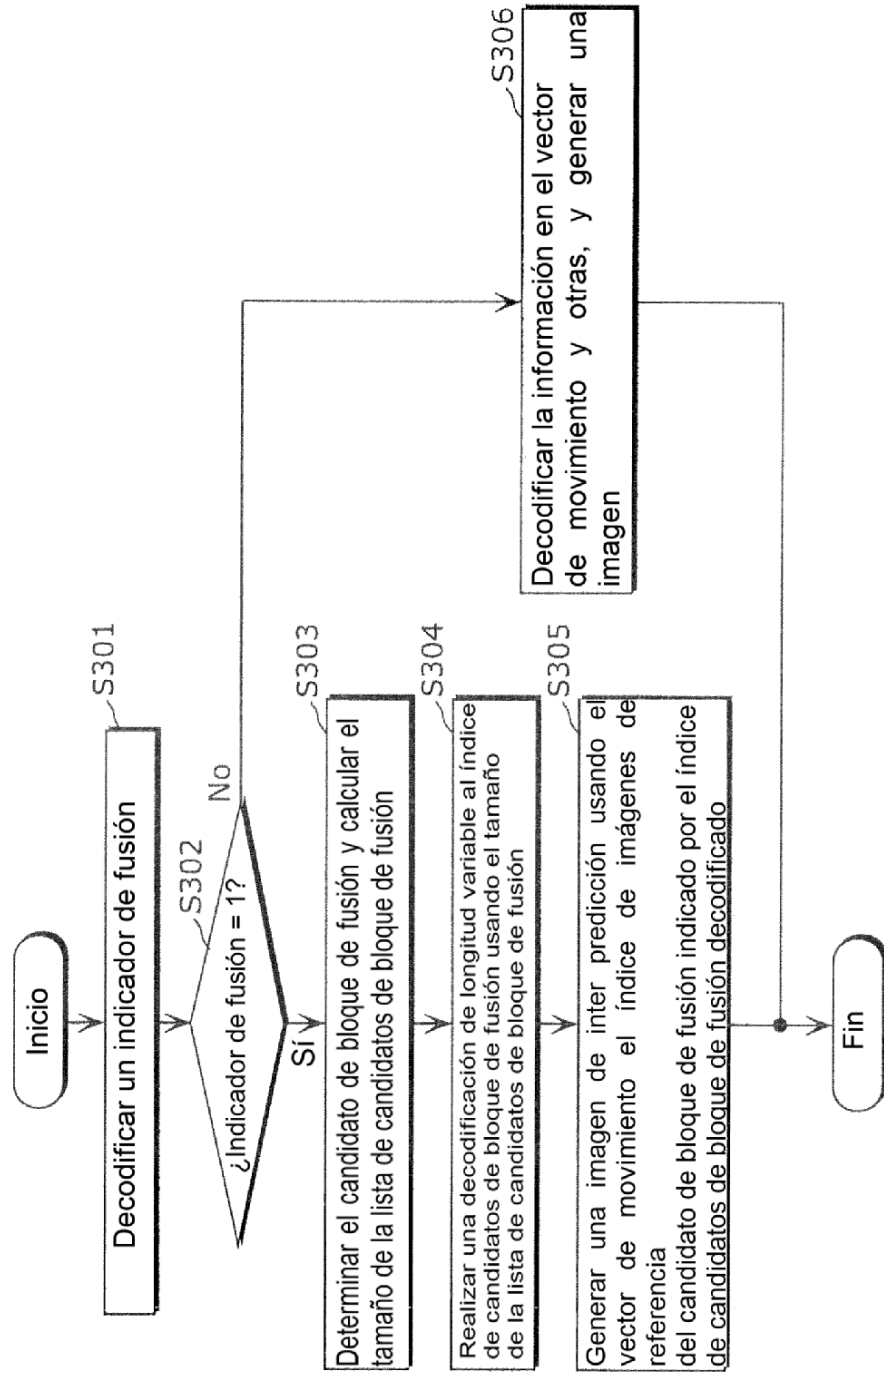 Inicio
S301
Decodificar un indicador de fusión
S302
¿Indicador de fusión = 1?
No
Sí
S303
Determinar el candidato de bloque de fusión y calcular el
tamaño de la lista de candidatos de bloque de fusión
S304
Realizar una decodificación de longitud variable al índice
de candidatos de bloque de fusión usando el tamaño
de la lista de candidatos de bloque de fusión
S305
Generar una imagen de inter predicción usando el
vector de movimiento el índice de imágenes de
referencia
del candidato de bloque de fusión indicado por el índice
de candidatos de bloque de fusión decodificado
S306
Decodificar la información en el vector
de movimiento y otras, y generar una
imagen
Fin